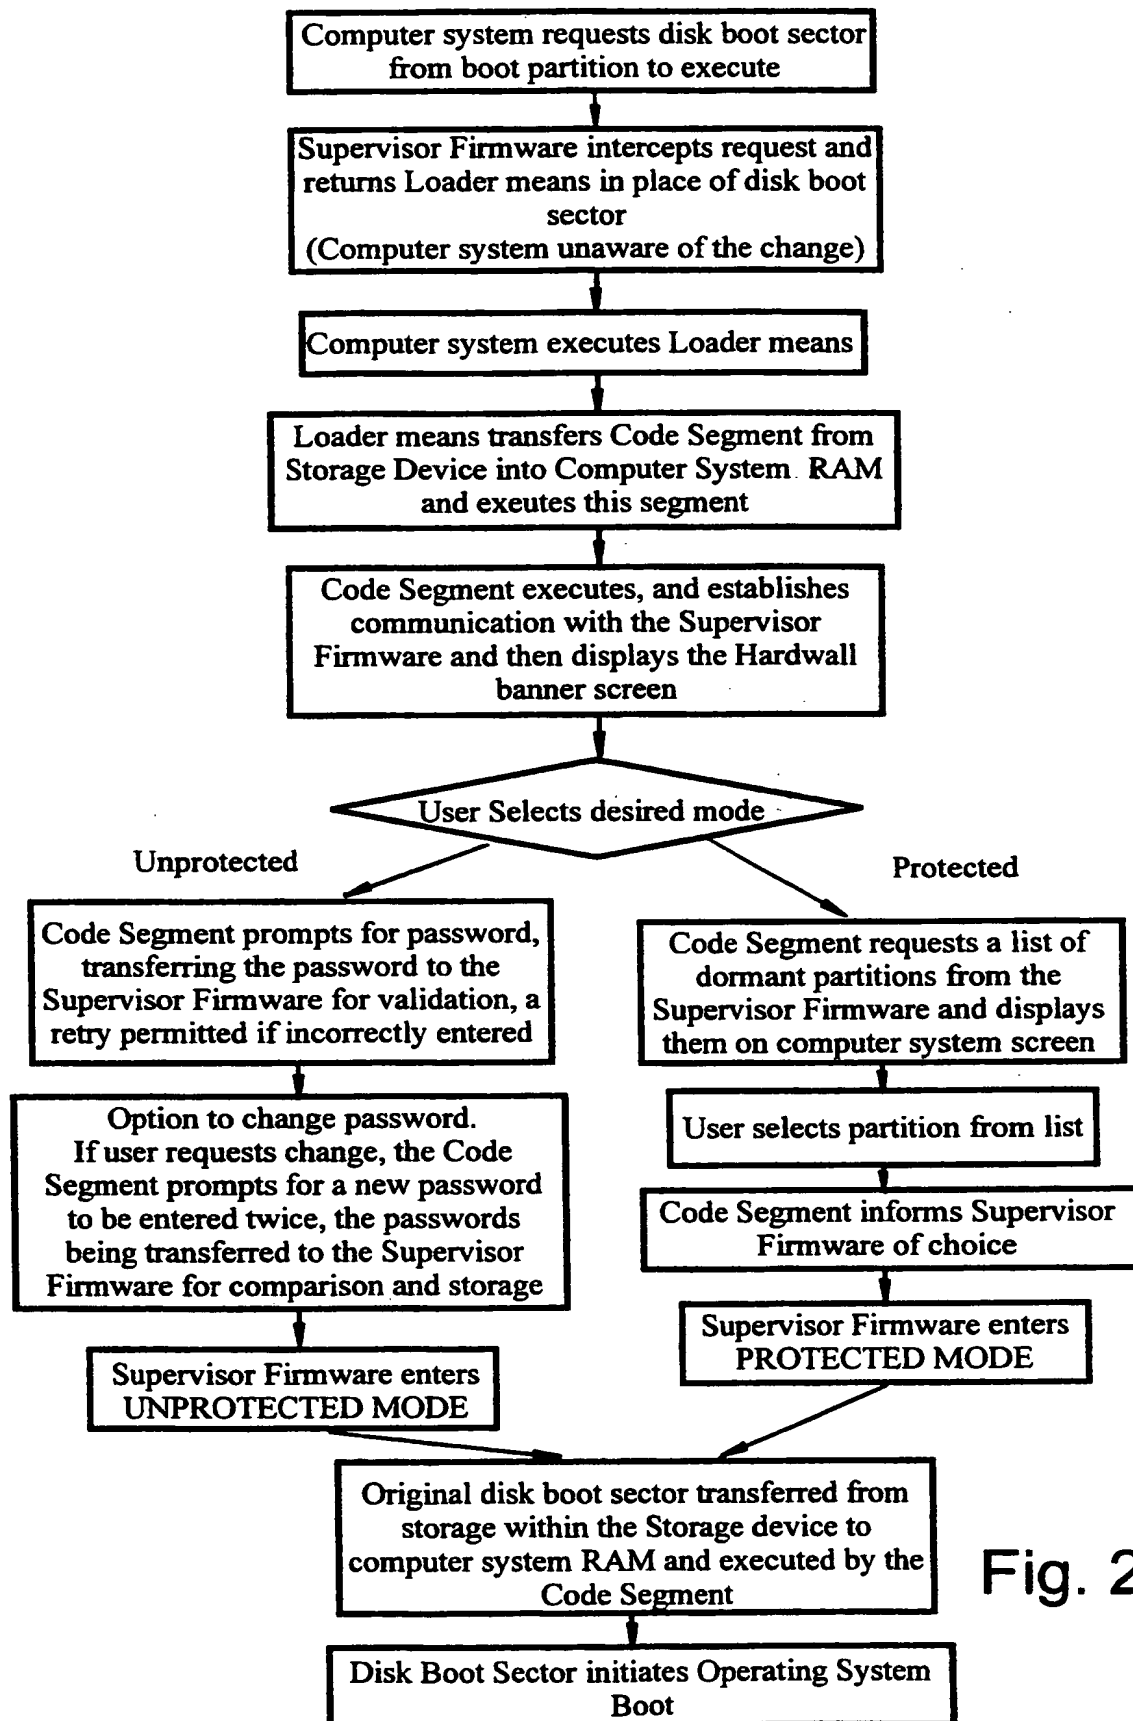 Computer system requests disk boot sector
from boot partition to execute
Supervisor Firmware intercepts request and
returns Loader means in place of disk boot
sector
(Computer system unaware of the change)
Computer system executes Loader means
Loader means transfers Code Segment from
Storage Device into Computer System RAM
and exeutes this segment
Code Segment executes, and establishes
communication with the Supervisor
Firmware and then displays the Hardwall
banner screen
User Selects desired mode
Unprotected
Protected
Code Segment prompts for password,
transferring the password to the
Supervisor Firmware for validation, a
retry permitted if incorrectly entered
Option to change password.
If user requests change, the Code
Segment prompts for a new password
to be entered twice, the passwords
being transferred to the Supervisor
Firmware for comparison and storage
Supervisor Firmware enters
UNPROTECTED MODE
Code Segment requests a list of
dormant partitions from the
Supervisor Firmware and displays
them on computer system screen
User selects partition from list
Code Segment informs Supervisor
Firmware of choice
Supervisor Firmware enters
PROTECTED MODE
Original disk boot sector transferred from
storage within the Storage device to
computer system RAM and executed by the
Code Segment
Disk Boot Sector initiates Operating System
Boot
Fig. 2